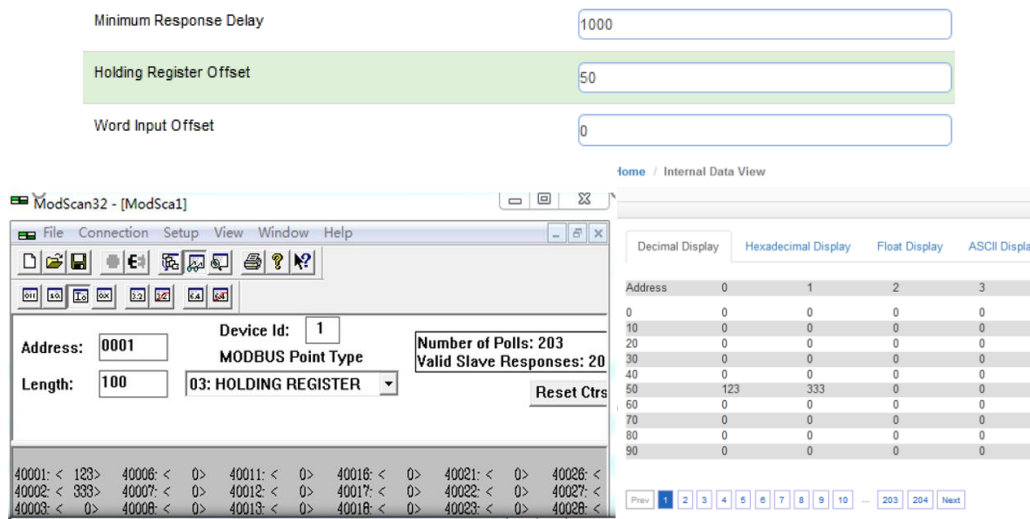 Minimum Response Delay 1000
Holding Register Offset 50
Word Input Offset 0
Home / Internal Data View
ModScan32 - [ModSca1]
File Connection Setup View Window Help
Address: 0001
Device Id: 1
MODBUS Point Type
Length: 100
03: HOLDING REGISTER
Number of Polls: 203
Valid Slave Responses: 20
Reset Ctrs
40001: < 123> 40006: < 0> 40011: < 0> 40016: < 0> 40021: < 0> 40026: <
40002: < 333> 40007: < 0> 40012: < 0> 40017: < 0> 40022: < 0> 40027: <
40003: < 0> 40008: < 0> 40013: < 0> 40018: < 0> 40023: < 0> 40028: <
Decimal Display Hexadecimal Display Float Display ASCII Displa
Address 0 1 2 3
0 0 0 0 0
10 0 0 0 0
20 0 0 0 0
30 0 0 0 0
40 0 0 0 0
50 123 333 0 0
60 0 0 0 0
70 0 0 0 0
80 0 0 0 0
90 0 0 0 0
Prev 1 2 3 4 5 6 7 8 9 10 ... 203 204 Next